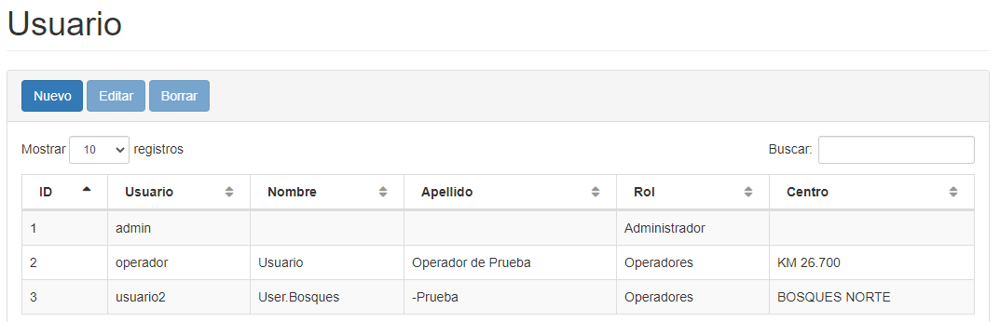 Usuario
Nuevo Editar Borrar
Mostrar 10 registros Buscar:
ID Usuario Nombre Apellido Rol Centro
1 admin Administrador
2 operador Usuario Operador de Prueba Operadores KM 26.700
3 usuario2 User.Bosques -Prueba Operadores BOSQUES NORTE